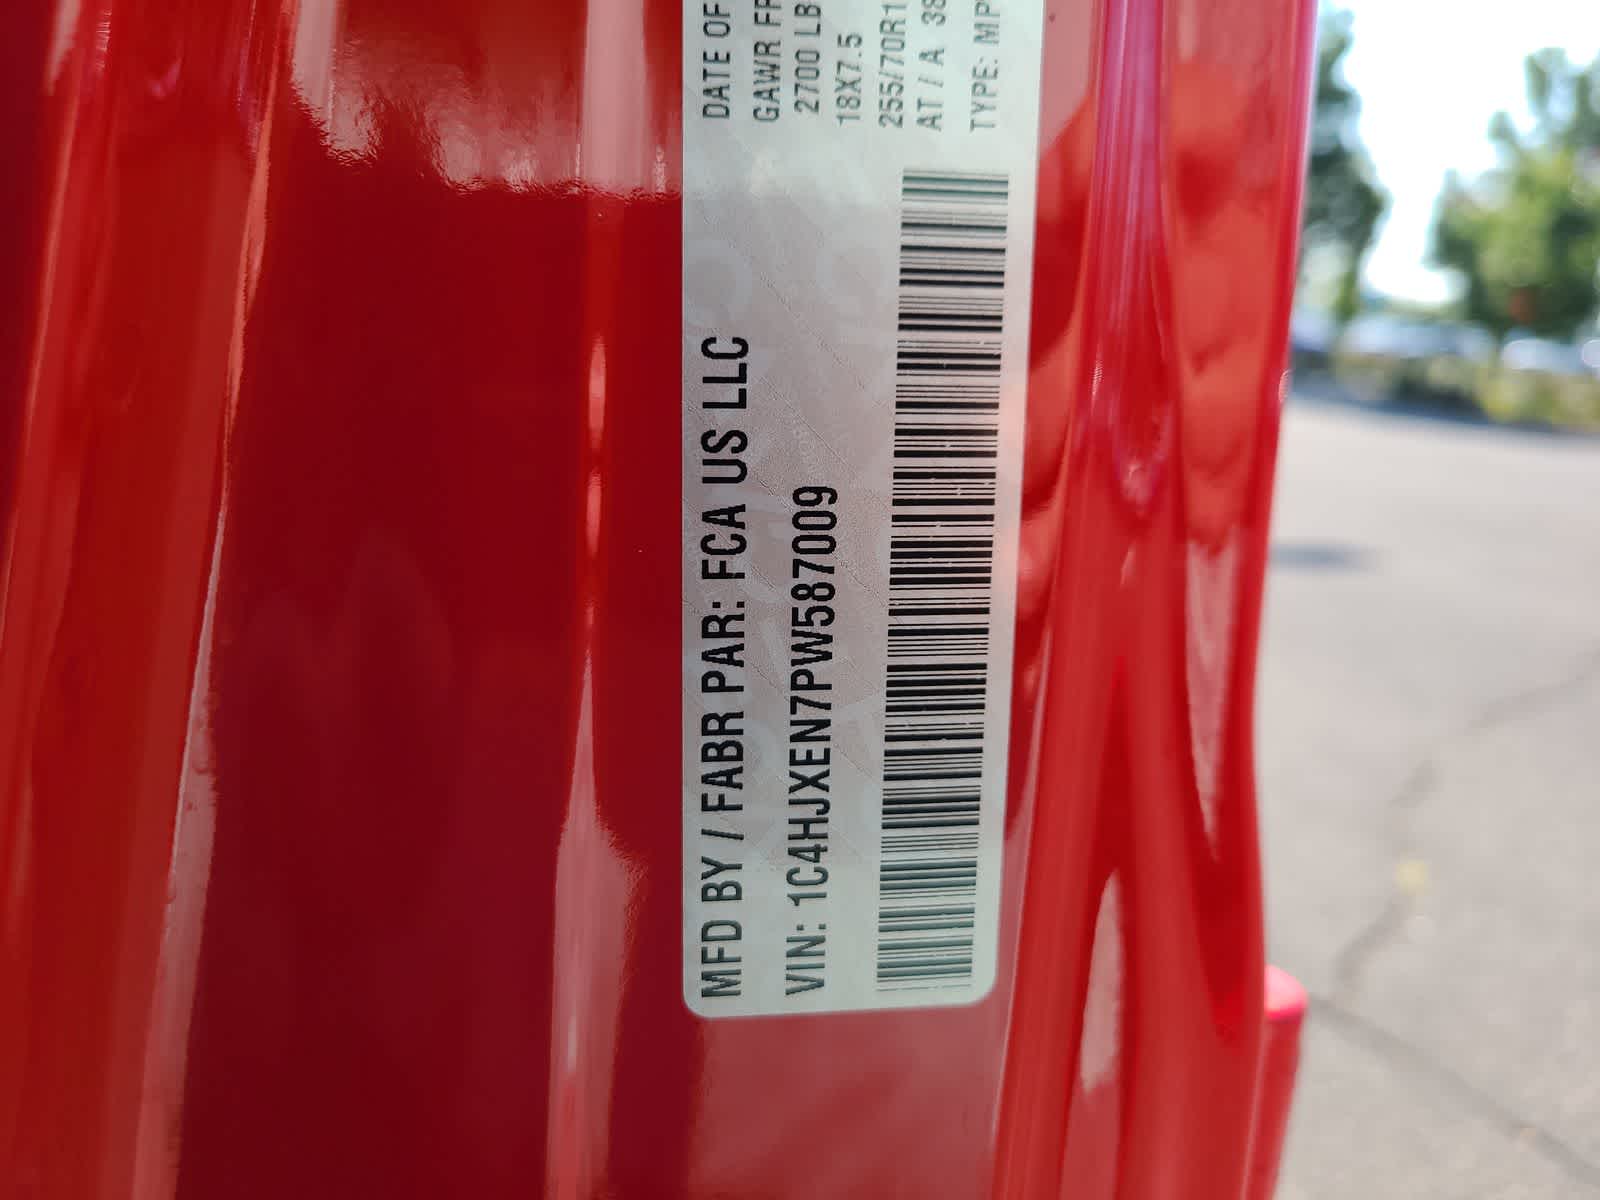 MFD BY / FABR PAR: FCA US LLC
VIN: 1C4HJXEN7PW587009
DATE OF
GAWR FR
2700 LB
18X7.5
255/70R1
AT / A 38
TYPE: MP